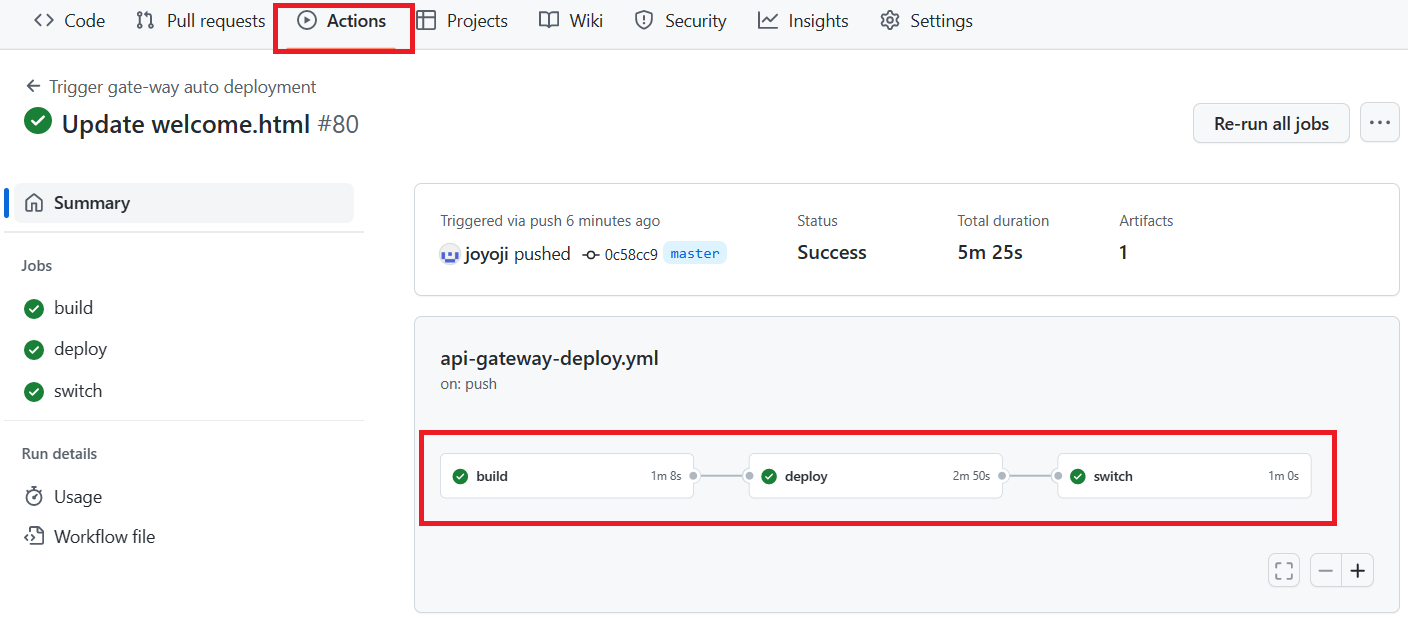 Code Pull requests Actions Projects Wiki Security Insights Settings
Trigger gate-way auto deployment
Update welcome.html #80
Re-run all jobs
Summary
Jobs
build
deploy
switch
Run details
Usage
Workflow file
Triggered via push 6 minutes ago
joyoji pushed 0c58cc9 master
Status
Success
Total duration
5m 25s
Artifacts
1
api-gateway-deploy.yml
on: push
build 1m 8s
deploy 2m 50s
switch 1m 0s